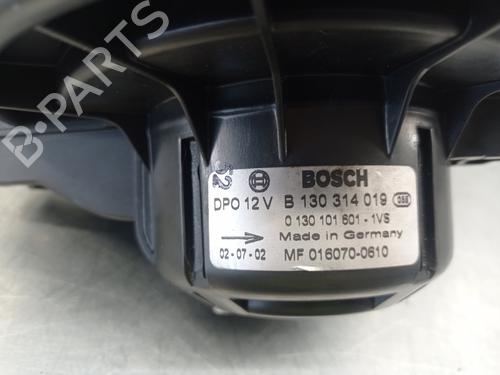 B-PARTS
52
BOSCH
DPO 12 V B 130 314 019
0 130 101 601 - 1VS
Made in Germany
02-07-02 MF 016070-0610